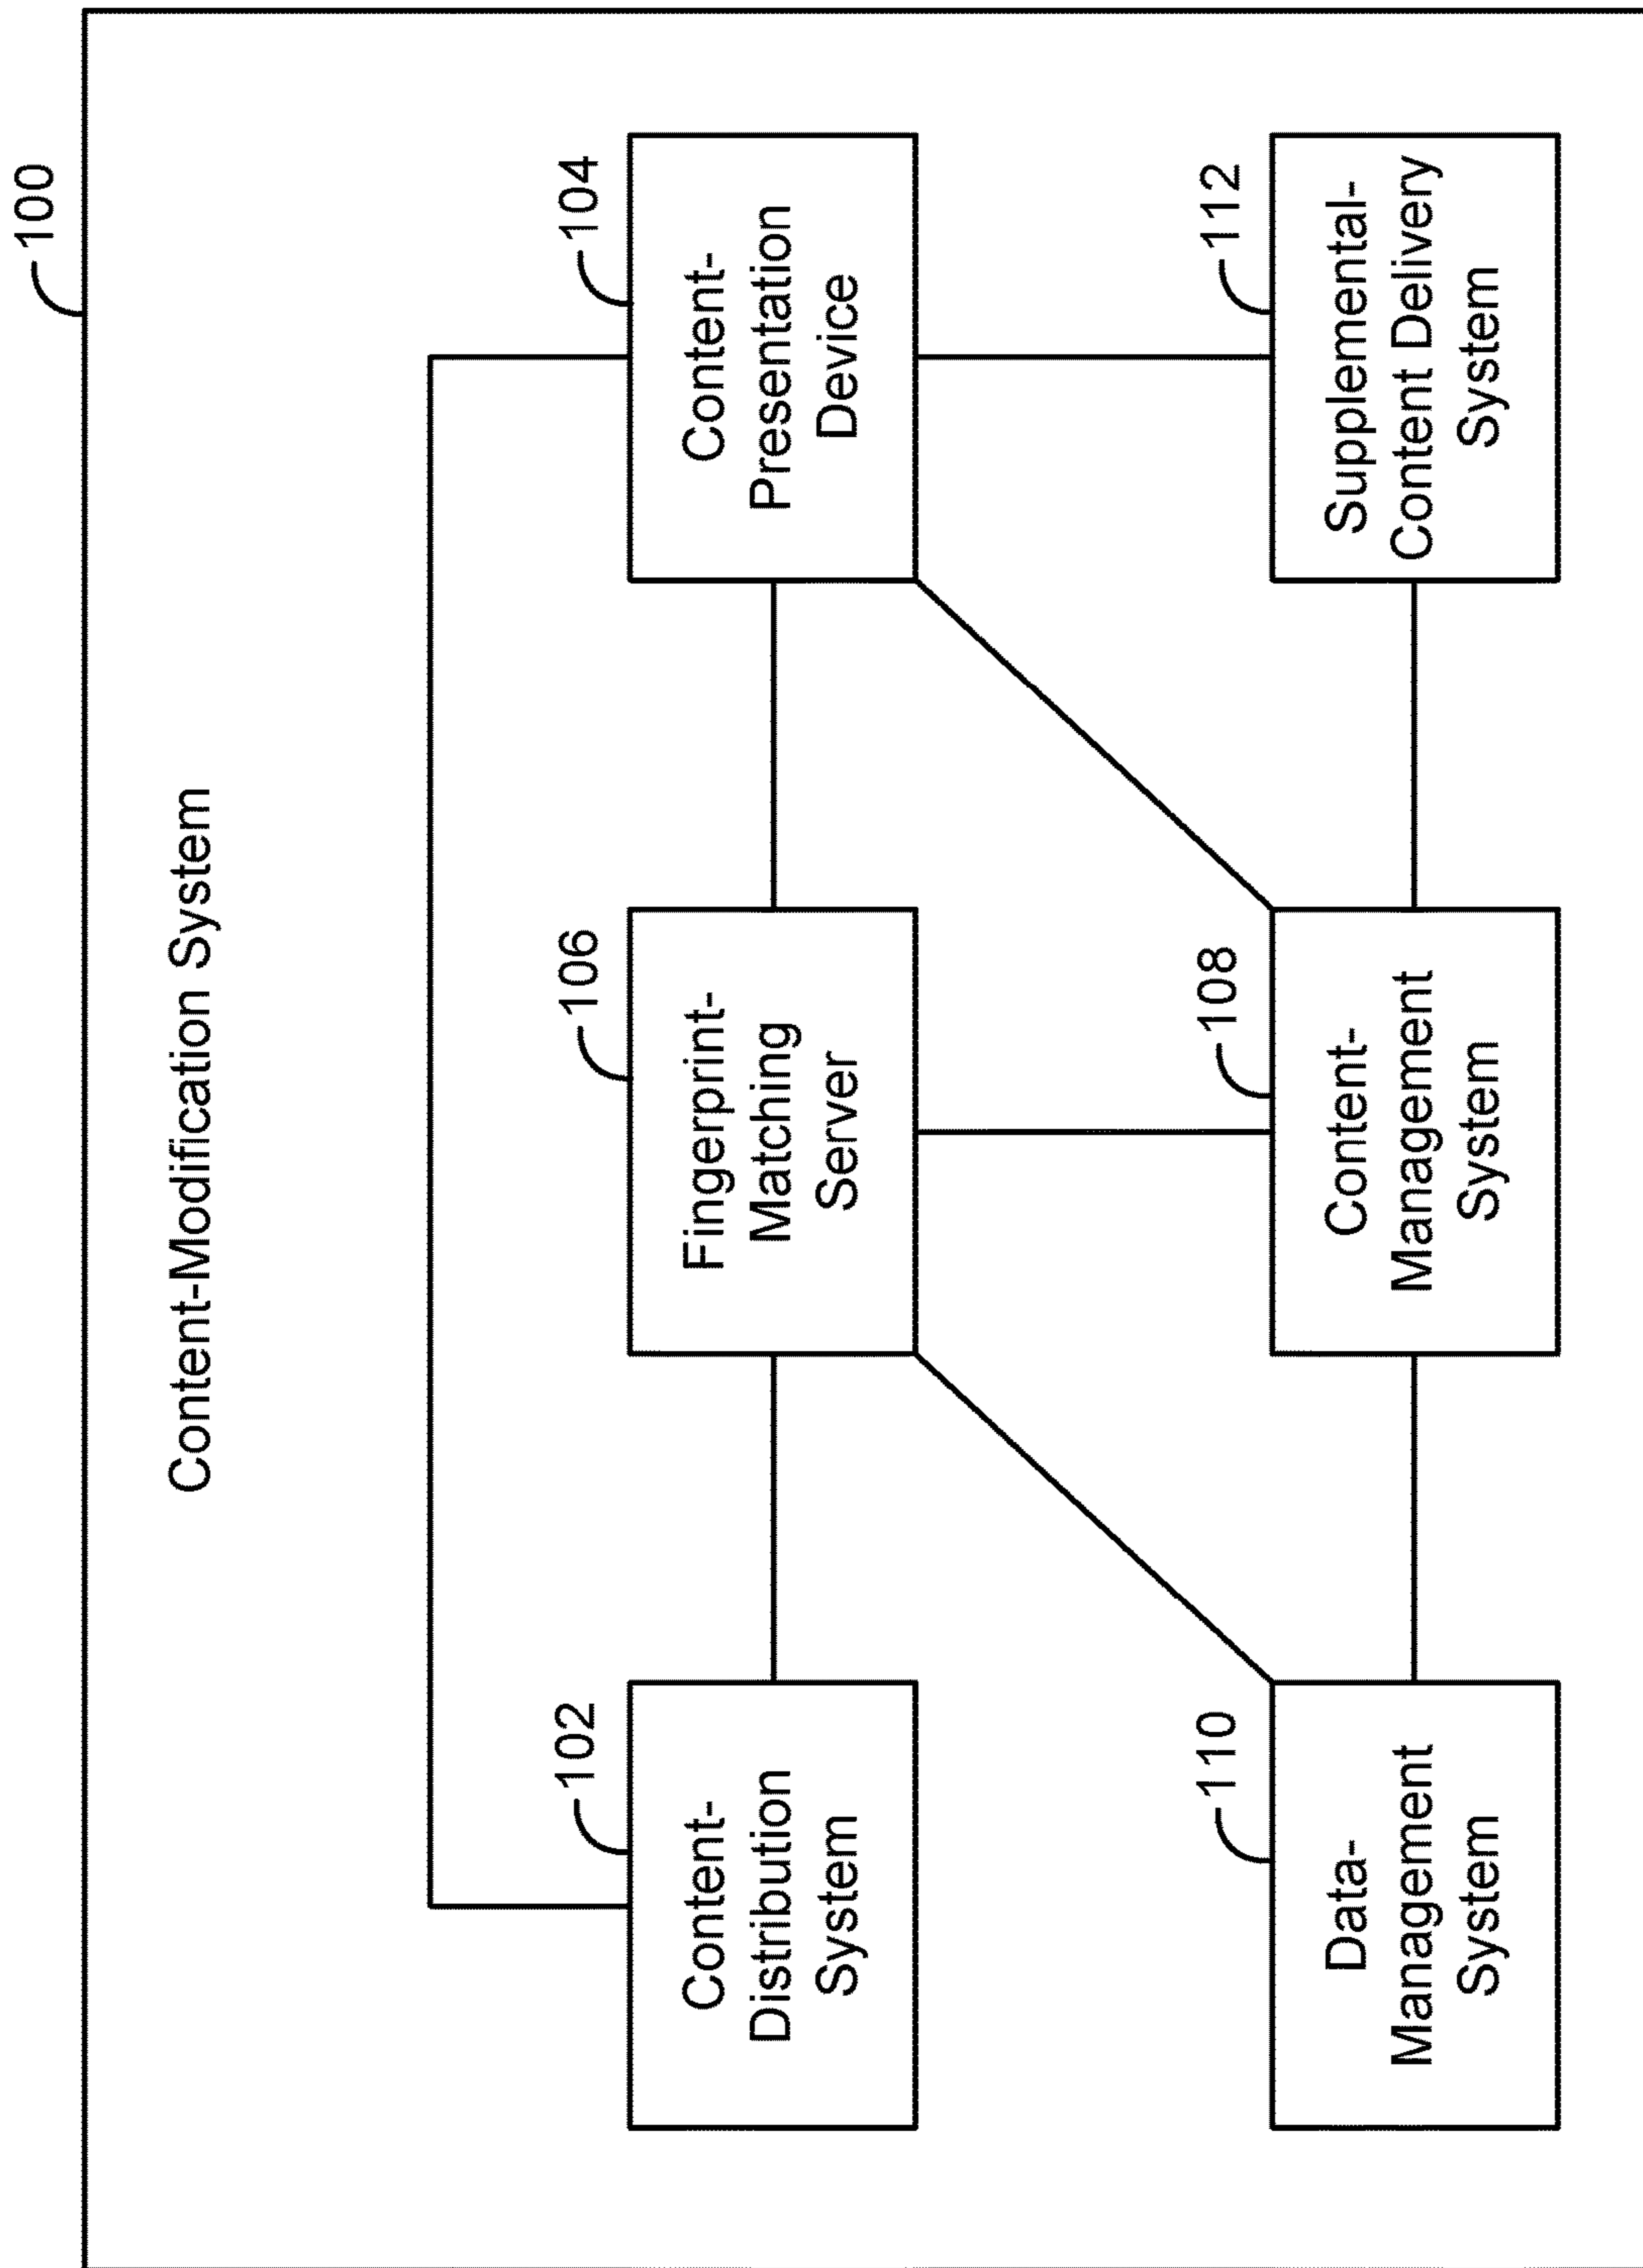 100
Content-Modification System
102
Content-
Distribution
System
106
Fingerprint-
Matching
Server
104
Content-
Presentation
Device
110
Data-
Management
System
108
Content-
Management
System
112
Supplemental-
Content Delivery
System